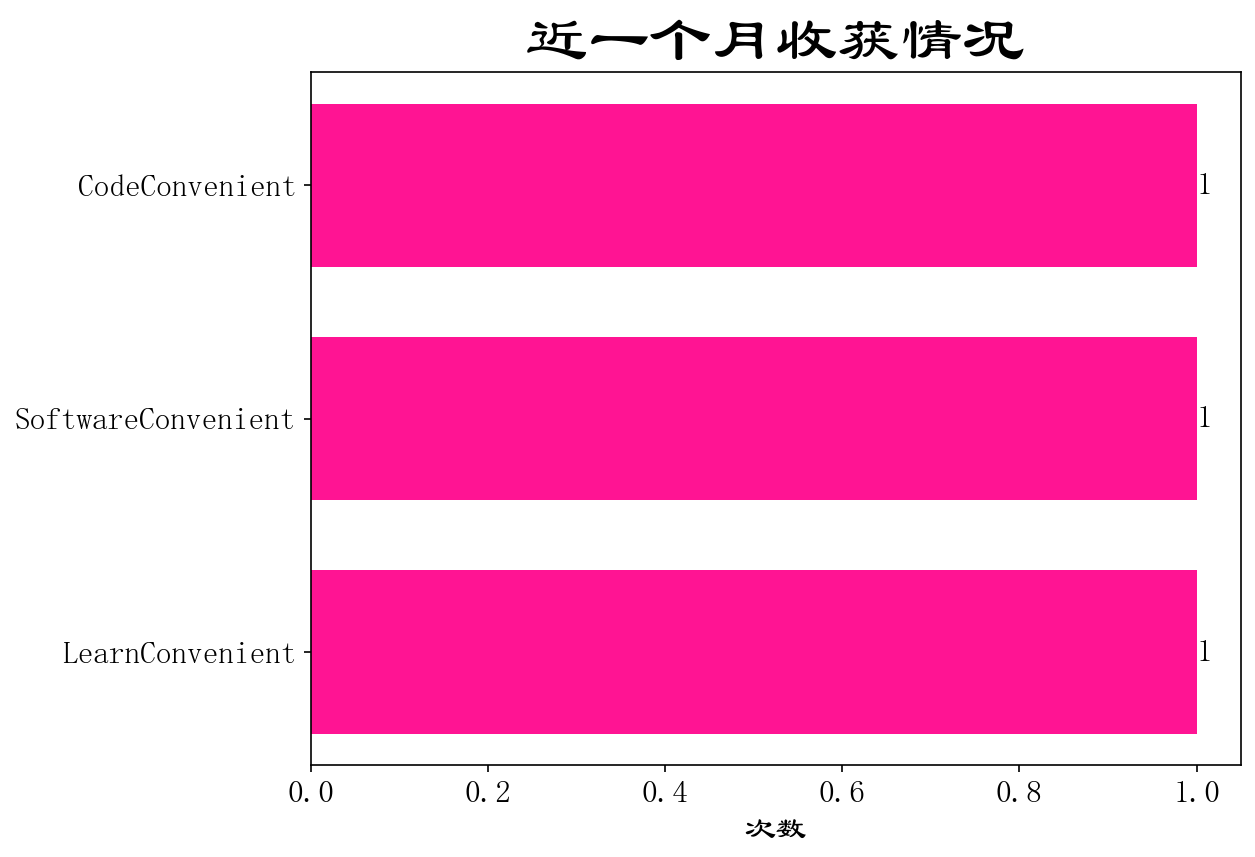 近一个月收获情况
CodeConvenient
1
SoftwareConvenient
1
LearnConvenient
1
0.0 0.2 0.4 0.6 0.8 1.0
次数